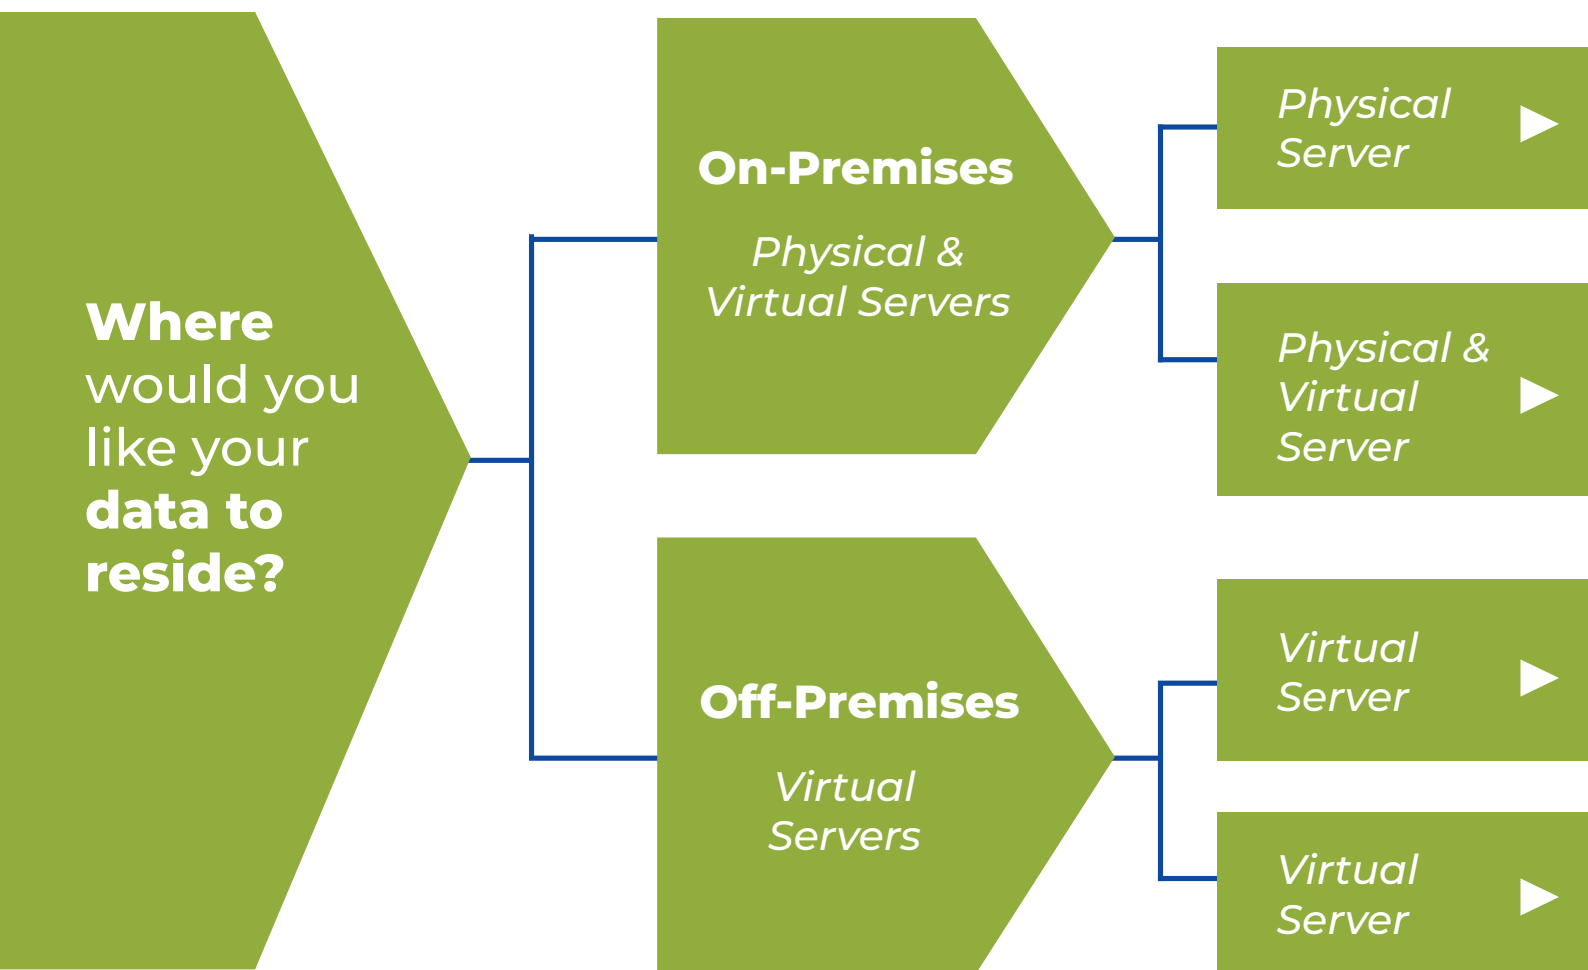 Where
would you
like your
data to
reside?
On-Premises
Physical &
Virtual Servers
Physical
Server
Physical &
Virtual
Server
Off-Premises
Virtual
Servers
Virtual
Server
Virtual
Server